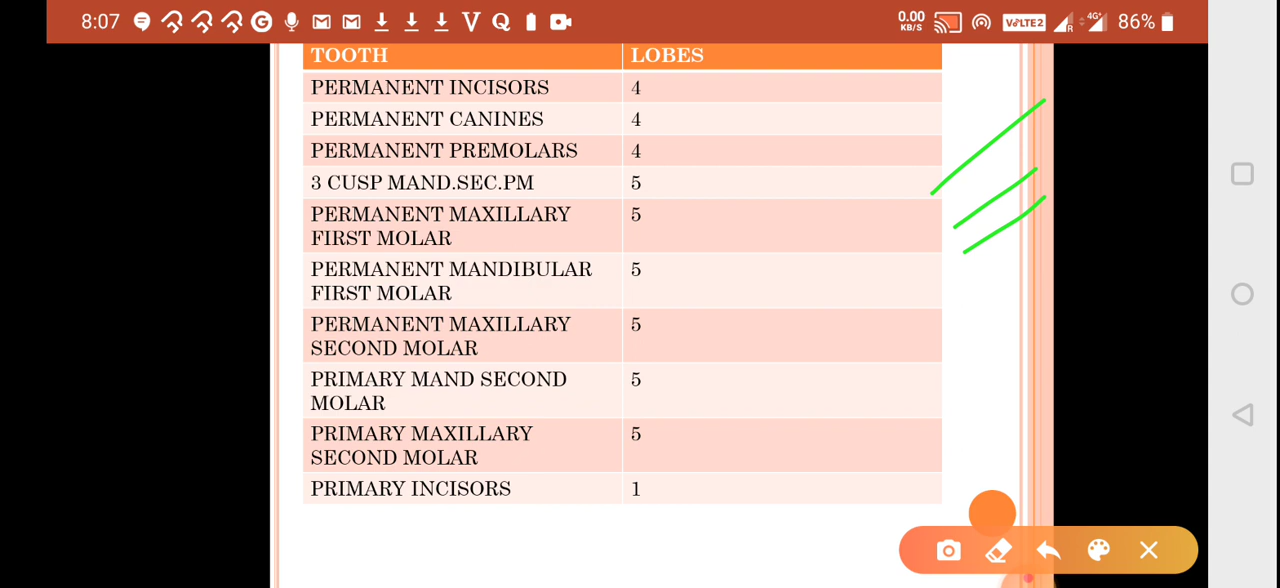 8:07 0.00 KB/S VoLTE2 R 4G+ 86%
TOOTH LOBES
PERMANENT INCISORS 4
PERMANENT CANINES 4
PERMANENT PREMOLARS 4
3 CUSP MAND.SEC.PM 5
PERMANENT MAXILLARY 5
FIRST MOLAR
PERMANENT MANDIBULAR 5
FIRST MOLAR
PERMANENT MAXILLARY 5
SECOND MOLAR
PRIMARY MAND SECOND 5
MOLAR
PRIMARY MAXILLARY 5
SECOND MOLAR
PRIMARY INCISORS 1